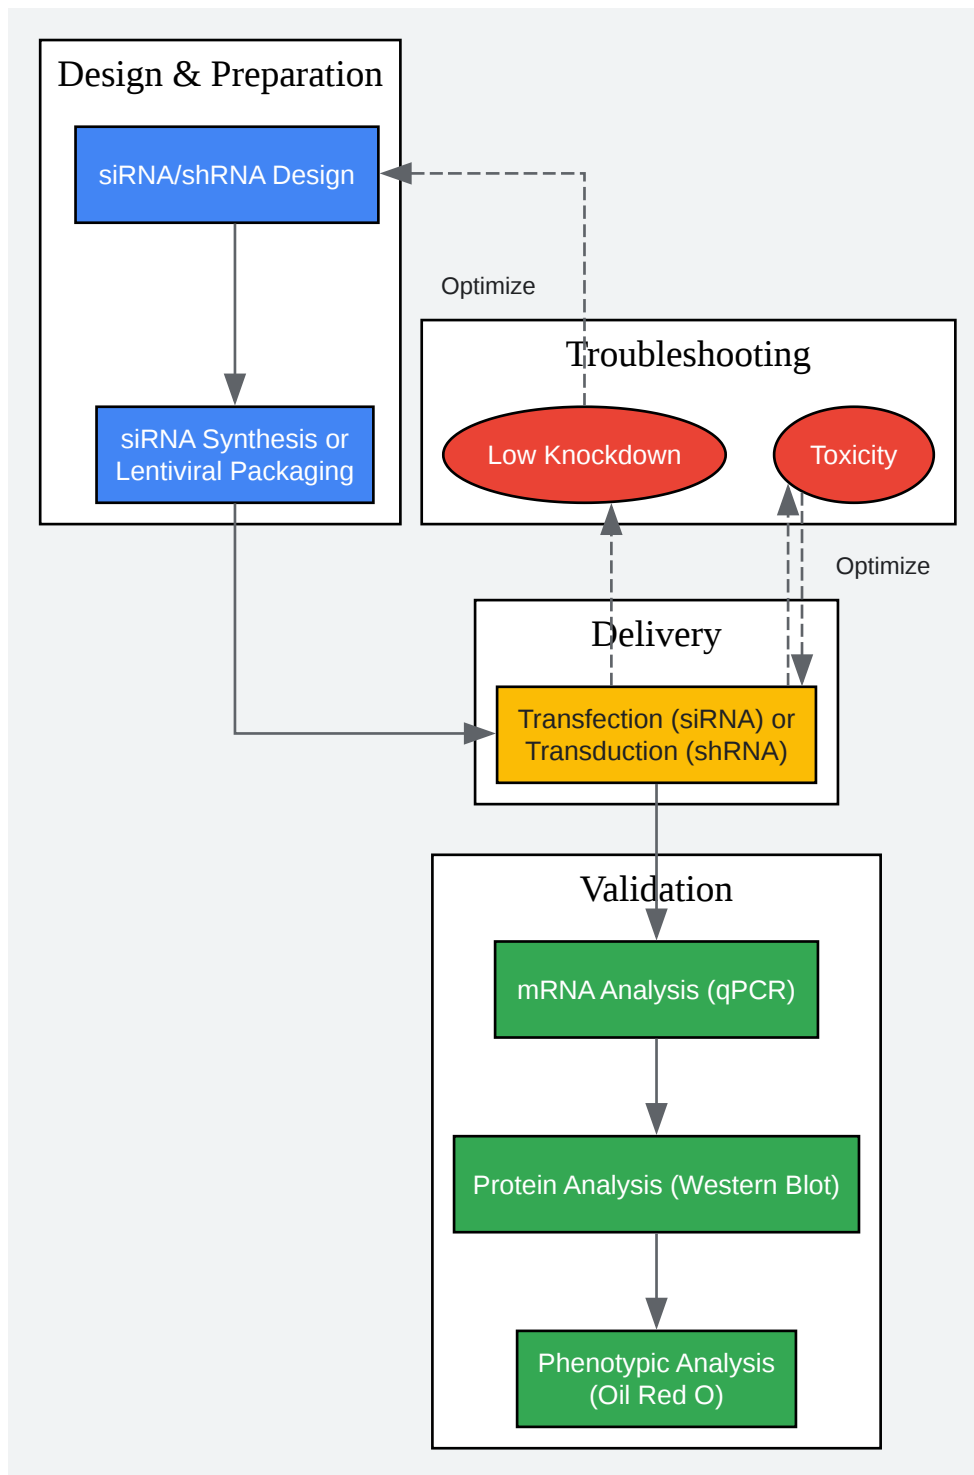 Design & Preparation
siRNA/shRNA Design
Optimize
siRNA Synthesis or
Lentiviral Packaging
Troubleshooting
Low Knockdown
Toxicity
Optimize
Delivery
Transfection (siRNA) or
Transduction (shRNA)
Validation
mRNA Analysis (qPCR)
Protein Analysis (Western Blot)
Phenotypic Analysis
(Oil Red O)